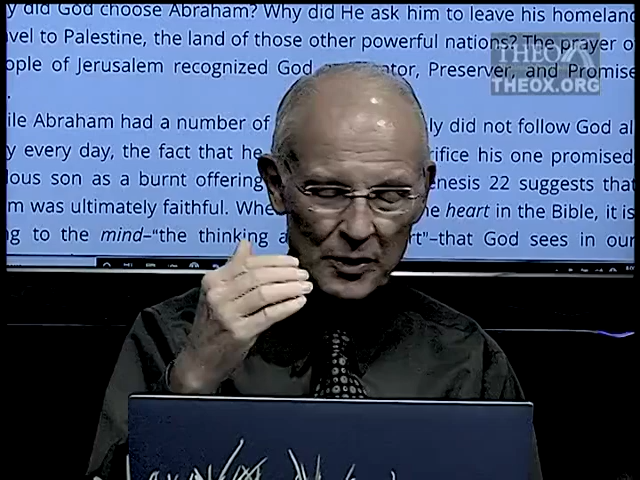 y did God choose Abraham? Why did He ask him to leave his homeland
vel to Palestine, the land of those other powerful nations? The prayer o
ople of Jerusalem recognized God ator, Preserver, and Promise
.
ile Abraham had a number of ly did not follow God al
y every day, the fact that he rifice his one promised
lous son as a burnt offering enesis 22 suggests that
m was ultimately faithful. Whe he heart in the Bible, it is
ng to the mind–"the thinking a rt"–that God sees in our
THEOX
THEOX.ORG